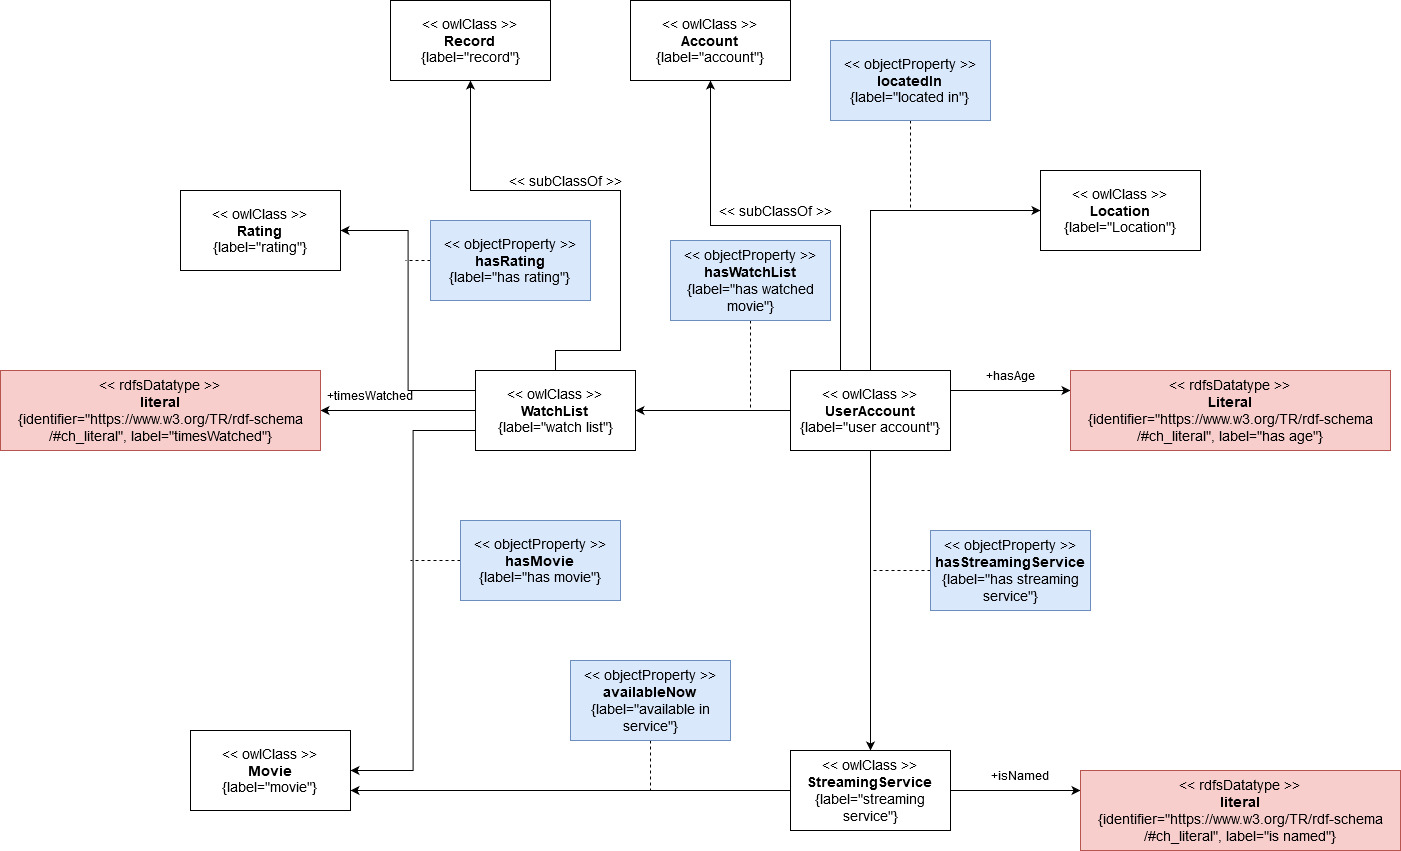 << owlClass >>
Record
{label="record"}
<< owlClass >>
Account
{label="account"}
<< objectProperty >>
locatedIn
{label="located in"}
<< subClassOf >>
<< owlClass >>
Location
{label="Location"}
<< owlClass >>
Rating
{label="rating"}
<< subClassOf >>
<< objectProperty >>
hasRating
{label="has rating"}
<< objectProperty >>
hasWatchList
{label="has watched
movie"}
<< rdfsDatatype >>
literal
{identifier="https://www.w3.org/TR/rdf-schema
/#ch_literal", label="timesWatched"}
+timesWatched
<< owlClass >>
WatchList
{label="watch list"}
<< owlClass >>
UserAccount
{label="user account"}
+hasAge
<< rdfsDatatype >>
Literal
{identifier="https://www.w3.org/TR/rdf-schema
/#ch_literal", label="has age"}
<< objectProperty >>
hasMovie
{label="has movie"}
<< objectProperty >>
hasStreamingService
{label="has streaming
service"}
<< objectProperty >>
availableNow
{label="available in
service"}
<< owlClass >>
Movie
{label="movie"}
<< owlClass >>
StreamingService
{label="streaming
service"}
+isNamed
<< rdfsDatatype >>
literal
{identifier="https://www.w3.org/TR/rdf-schema
/#ch_literal", label="is named"}